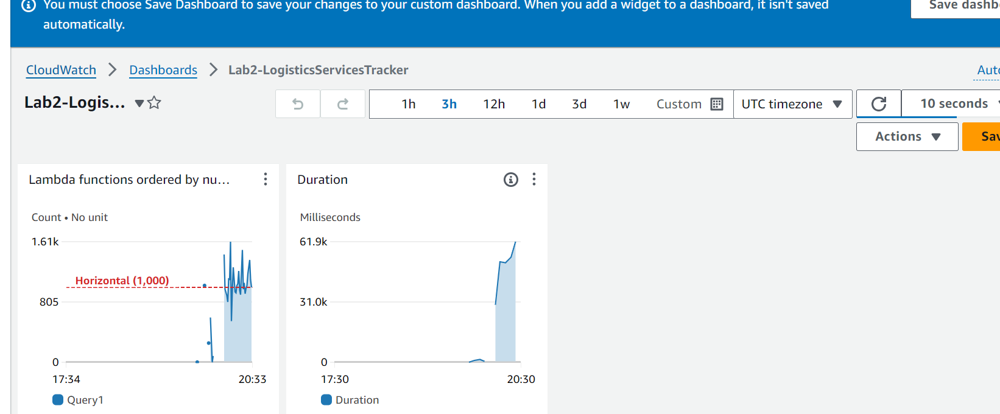 You must choose Save Dashboard to save your changes to your custom dashboard. When you add a widget to a dashboard, it isn't saved
automatically.
Save
CloudWatch
Dashboards
Lab2-LogisticsServicesTracker
Lab2-Logis...
1h
3h
12h
1d
3d
1w
Custom
UTC timezone
10 seconds
Actions
Lambda functions ordered by nu...
Count • No unit
1.61k
Horizontal (1,000)
805
0
17:34
20:33
Query1
Duration
Milliseconds
61.9k
31.0k
0
17:30
20:30
Duration